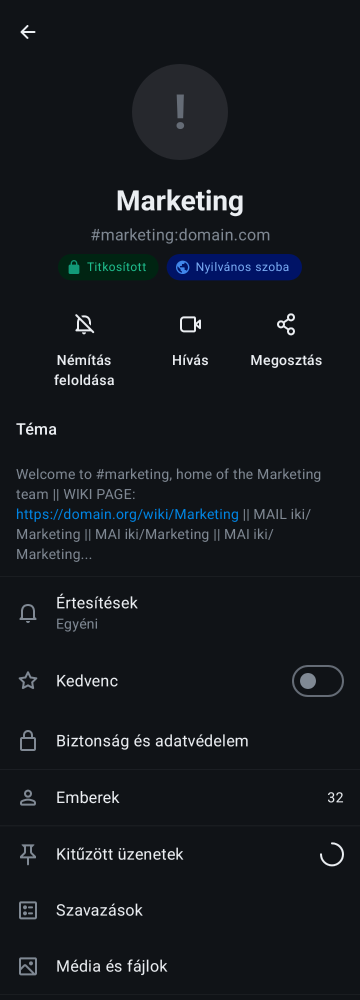 !
Marketing
#marketing:domain.com
Titkosított
Nyilvános szoba
Némítás
feloldása
Hívás
Megosztás
Téma
Welcome to #marketing, home of the Marketing
team || WIKI PAGE:
https://domain.org/wiki/Marketing || MAIL iki/
Marketing || MAI iki/Marketing || MAI iki/
Marketing...
Értesítések
Egyéni
Kedvenc
Biztonság és adatvédelem
Emberek 32
Kitűzött üzenetek
Szavazások
Média és fájlok